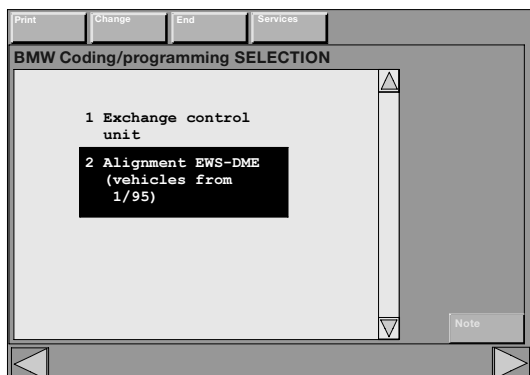 Print Change End Services
BMW Coding/programming SELECTION
1 Exchange control
unit
2 Alignment EWS-DME
(vehicles from
1/95)
Note